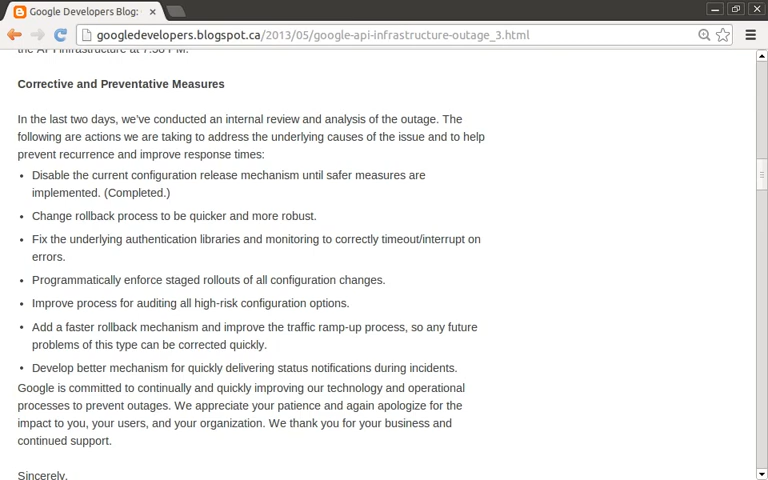 Google Developers Blog:
googledevelopers.blogspot.ca/2013/05/google-api-infrastructure-outage_3.html
the API infrastructure at 7:50 PM.
Corrective and Preventative Measures
In the last two days, we've conducted an internal review and analysis of the outage. The
following are actions we are taking to address the underlying causes of the issue and to help
prevent recurrence and improve response times:
• Disable the current configuration release mechanism until safer measures are
implemented. (Completed.)
• Change rollback process to be quicker and more robust.
• Fix the underlying authentication libraries and monitoring to correctly timeout/interrupt on
errors.
• Programmatically enforce staged rollouts of all configuration changes.
• Improve process for auditing all high-risk configuration options.
• Add a faster rollback mechanism and improve the traffic ramp-up process, so any future
problems of this type can be corrected quickly.
• Develop better mechanism for quickly delivering status notifications during incidents.
Google is committed to continually and quickly improving our technology and operational
processes to prevent outages. We appreciate your patience and again apologize for the
impact to you, your users, and your organization. We thank you for your business and
continued support.
Sincerely,